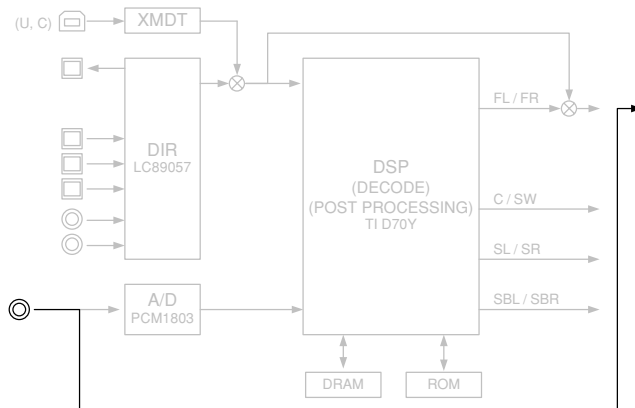 (U, C)
XMDT
FL / FR
DIR
LC89057
DSP
(DECODE)
(POST PROCESSING)
TI D70Y
C / SW
SL / SR
A/D
PCM1803
SBL / SBR
DRAM
ROM